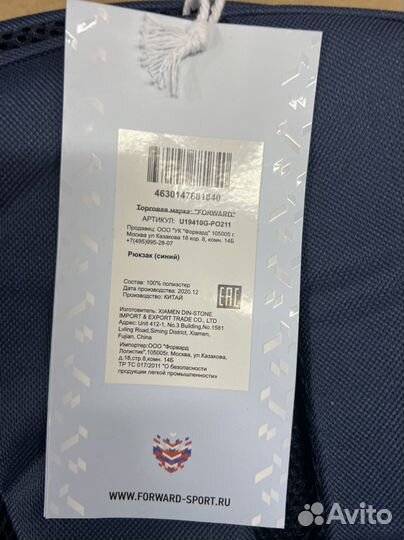 4630147681840
Торговая марка: "FORWARD"
АРТИКУЛ: U19410G-PO211
Продавец: ООО "УК "Форвард" 105005 г.
Москва ул Казакова 18 кор. 8, комн. 14Б
+7(495)995-28-07
Рюкзак (синий)
Состав: 100% полиэстер
Дата производства: 2020.12
Производство: КИТАЙ
EAC
Изготовитель: XIAMEN DIN-STONE
IMPORT & EXPORT TRADE CO., LTD
Адрес: Unit 412-1, No.3 Building,No.1581
Lvling Road,Siming District, Xiamen,
Fujian, China
Импортер:ООО "Форвард
Логистик",105005г. Москва, ул.Казакова,
д.18,стр.8,комн. 14Б
ТР ТС 017/2011 "О безопасности
продукции легкой промышленности»
WWW.FORWARD-SPORT.RU
Avito